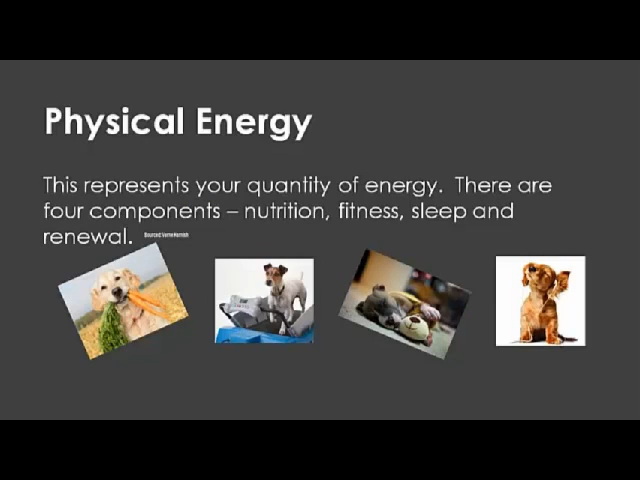 Physical Energy
This represents your quantity of energy.  There are
four components – nutrition, fitness, sleep and
renewal.